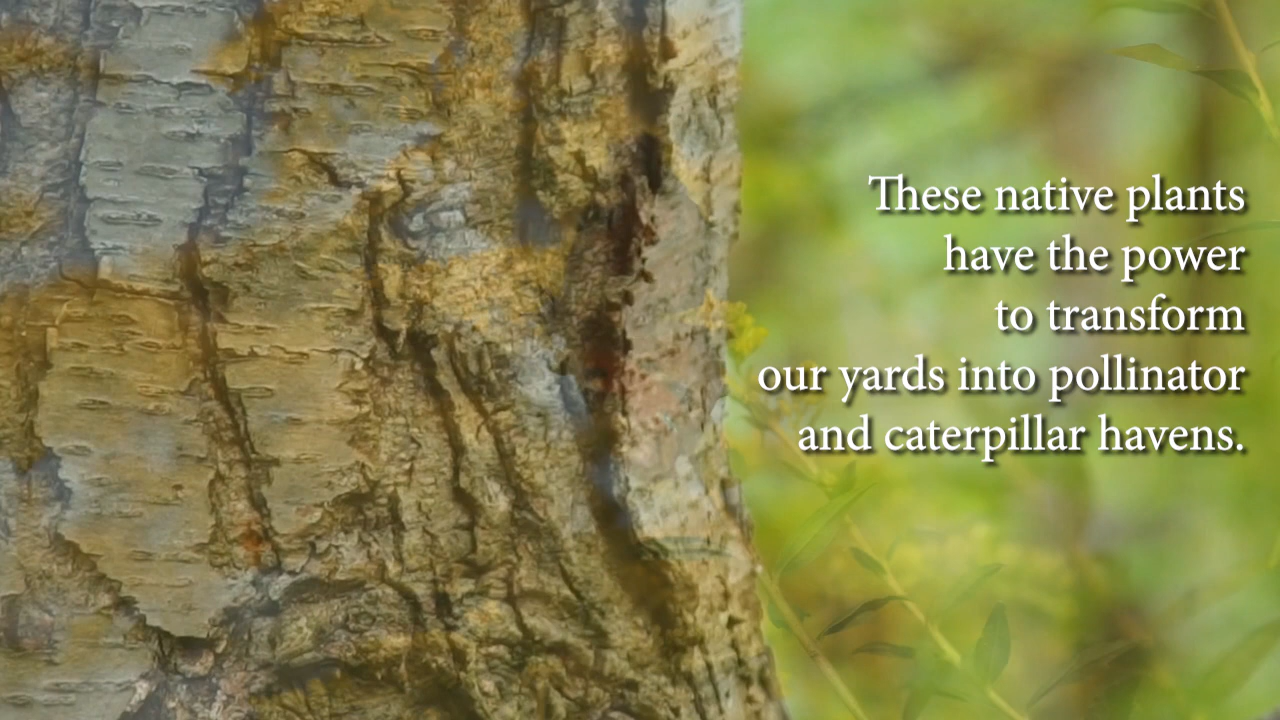 These native plants
have the power
to transform
our yards into pollinator
and caterpillar havens.